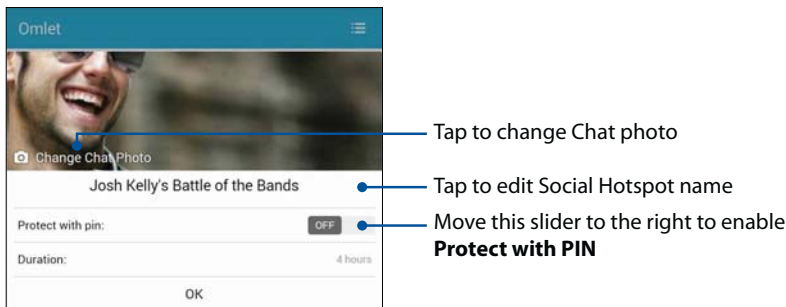 Omlet
Change Chat Photo
Josh Kelly's Battle of the Bands
Protect with pin: OFF
Duration: 4 hours
OK
Tap to change Chat photo
Tap to edit Social Hotspot name
Move this slider to the right to enable
Protect with PIN